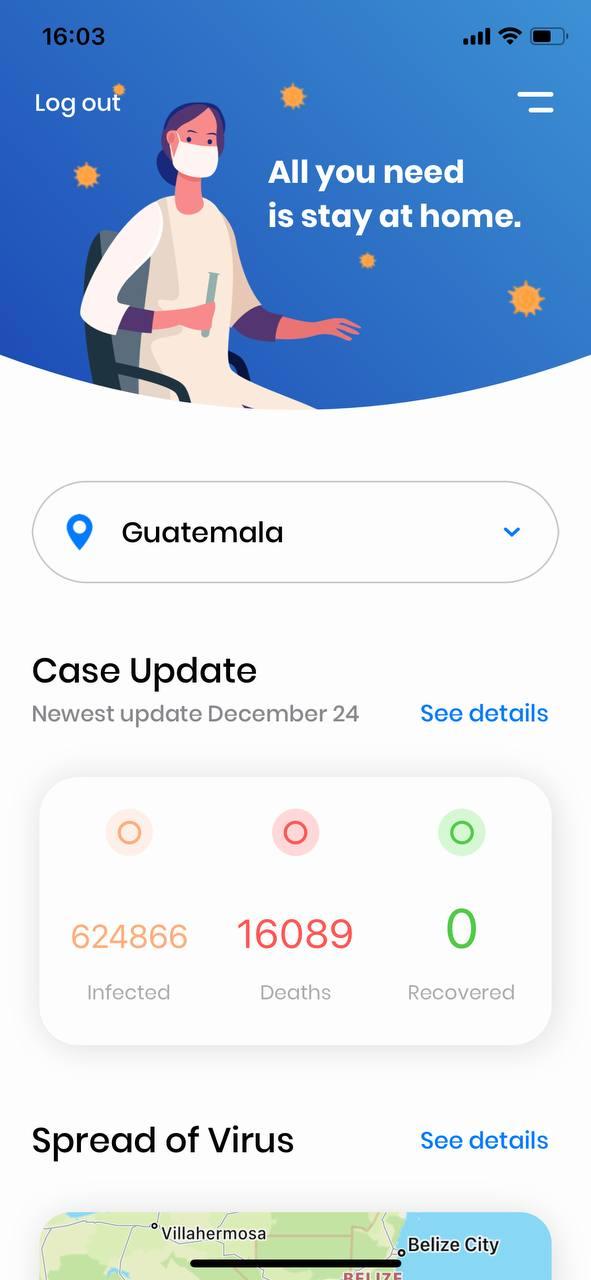 16:03
Log out
All you need
is stay at home.
Guatemala
Case Update
Newest update December 24
See details
624866
16089
0
Infected
Deaths
Recovered
Spread of Virus
See details
Villahermosa
Belize City
BELIZE